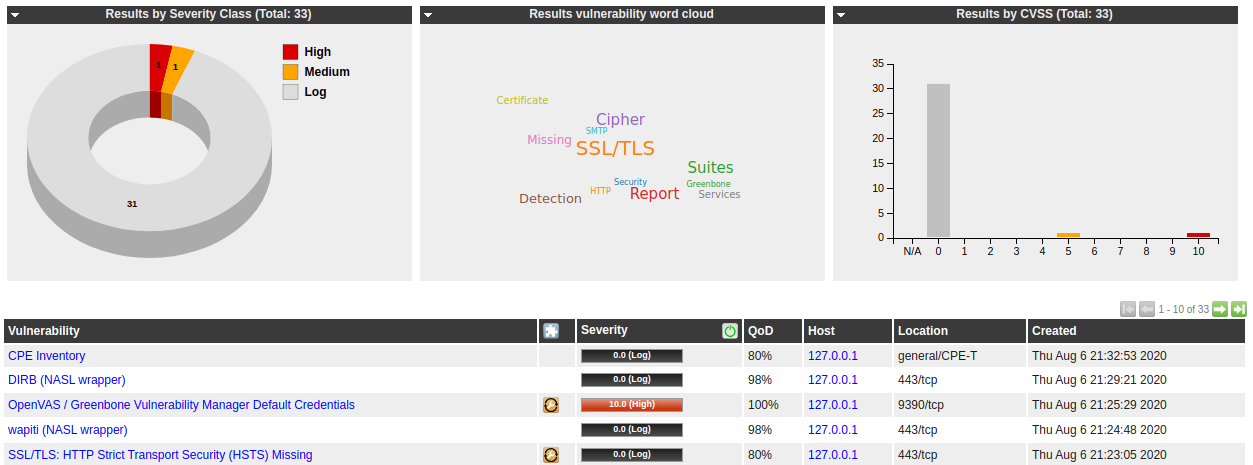 Results by Severity Class (Total: 33)
Results vulnerability word cloud
Results by CVSS (Total: 33)
High
Medium
Log
1
1
31
Certificate
Cipher
SMTP
Missing
SSL/TLS
Suites
Security
Greenbone
HTTP
Report
Services
Detection
35
30
25
20
15
10
5
0
N/A 0 1 2 3 4 5 6 7 8 9 10
1 - 10 of 33
Vulnerability Severity QoD Host Location Created
CPE Inventory 0.0 (Log) 80% 127.0.0.1 general/CPE-T Thu Aug 6 21:32:53 2020
DIRB (NASL wrapper) 0.0 (Log) 98% 127.0.0.1 443/tcp Thu Aug 6 21:29:21 2020
OpenVAS / Greenbone Vulnerability Manager Default Credentials 10.0 (High) 100% 127.0.0.1 9390/tcp Thu Aug 6 21:25:29 2020
wapiti (NASL wrapper) 0.0 (Log) 98% 127.0.0.1 443/tcp Thu Aug 6 21:24:48 2020
SSL/TLS: HTTP Strict Transport Security (HSTS) Missing 0.0 (Log) 80% 127.0.0.1 443/tcp Thu Aug 6 21:23:05 2020